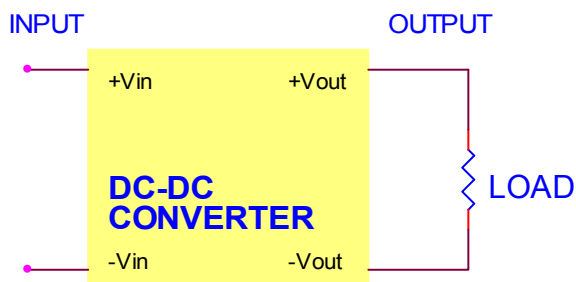 INPUT
OUTPUT
+Vin
+Vout
DC-DC
CONVERTER
LOAD
-Vin
-Vout